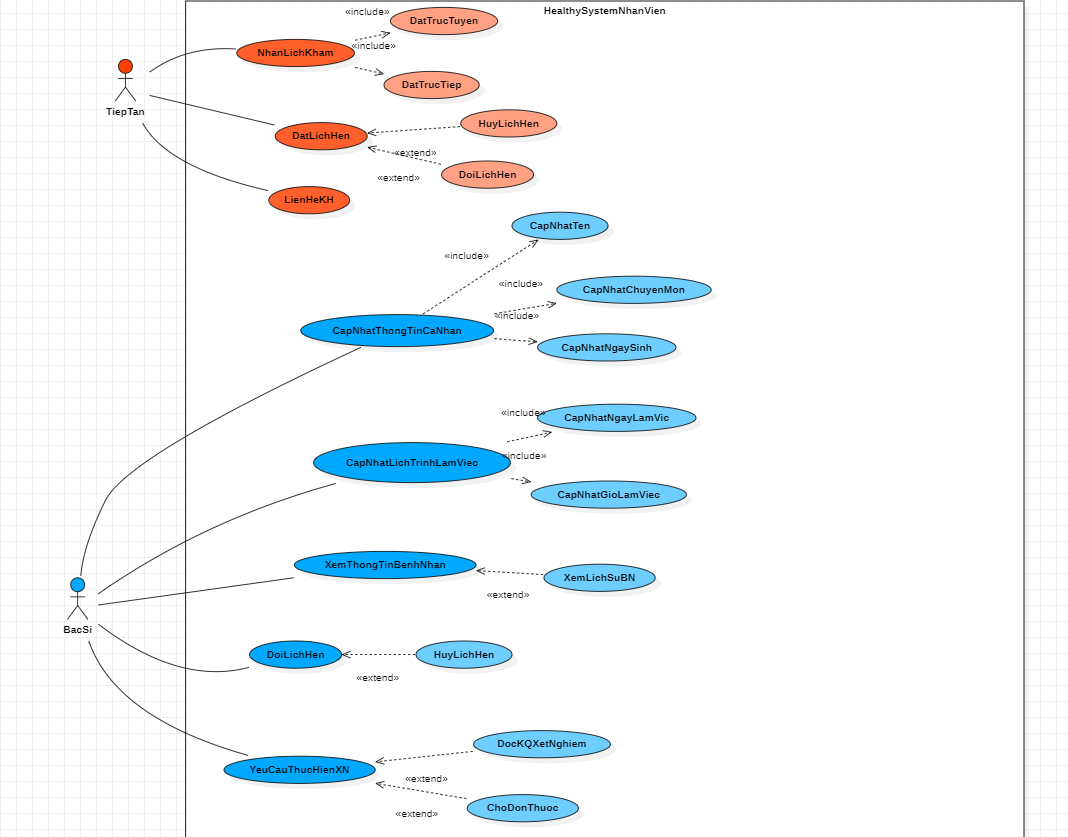 HealthySystemNhanVien
«include»
DatTrucTuyen
NhanLichKham
«include»
DatTrucTiep
TiepTan
HuyLichHen
DatLichHen
«extend»
DoiLichHen
«extend»
LienHeKH
CapNhatTen
«include»
«include»
CapNhatChuyenMon
«include»
CapNhatThongTinCaNhan
CapNhatNgaySinh
«include»
CapNhatNgayLamVic
«include»
CapNhatLichTrinhLamViec
CapNhatGioLamViec
XemThongTinBenhNhan
XemLichSuBN
«extend»
BacSi
DoiLichHen
HuyLichHen
«extend»
DocKQXetNghiem
YeuCauThucHienXN
«extend»
ChoDonThuoc
«extend»